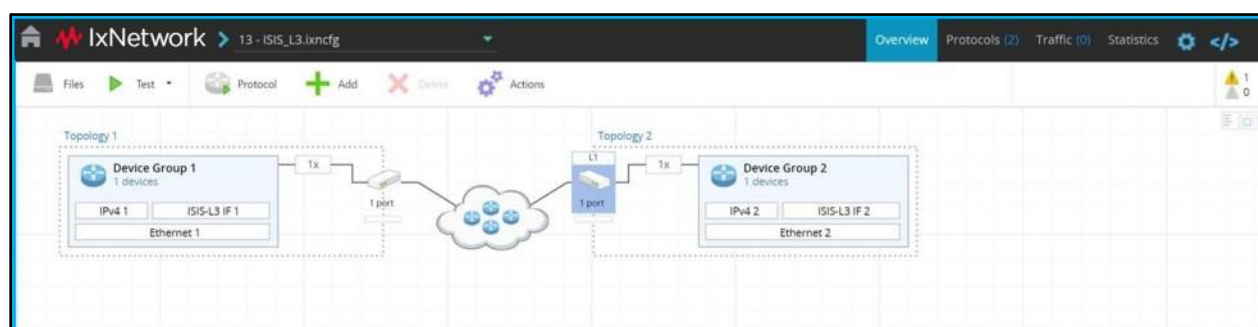 IxNetwork > 13 - ISIS_L3.ixncfg Overview Protocols (2) Traffic (0) Statistics </>
Files Test Protocol Add Delete Actions 1
0
Topology 1 Topology 2
L1
Device Group 1 1x 1x Device Group 2
1 devices 1 devices
1 port 1 port
IPv4 1 ISIS-L3 IF 1 IPv4 2 ISIS-L3 IF 2
Ethernet 1 Ethernet 2